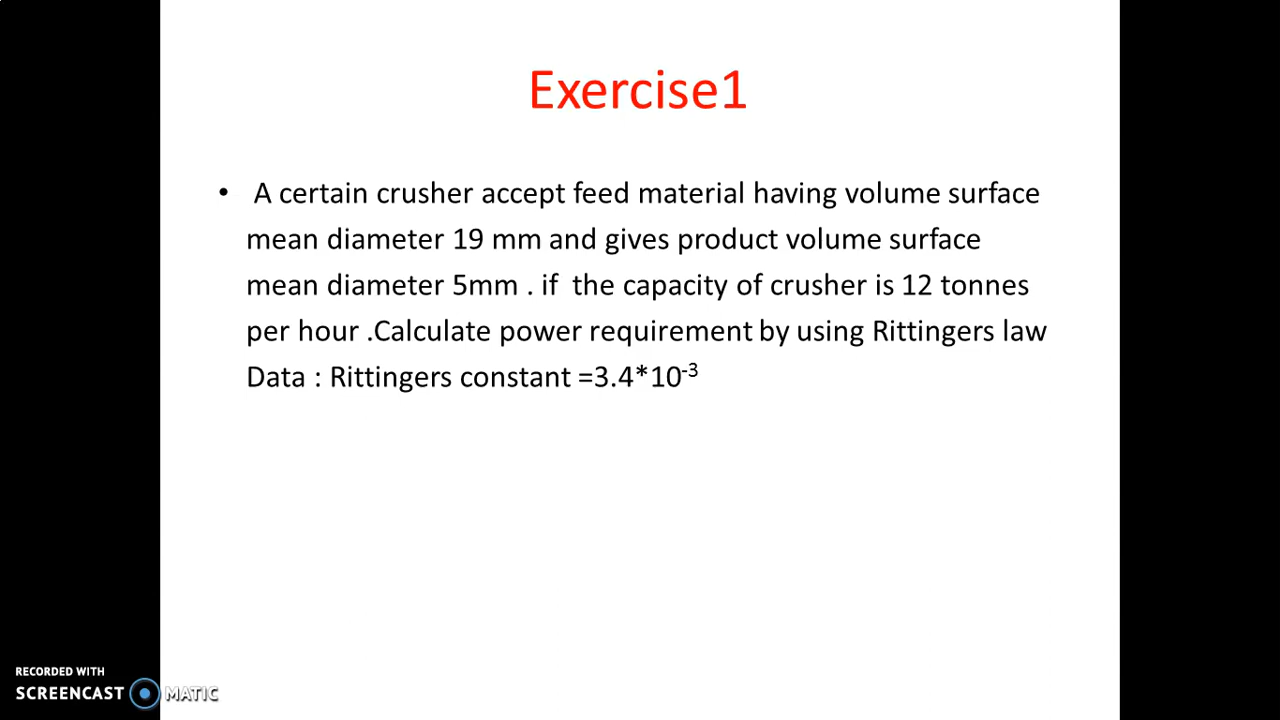 Exercise1
• A certain crusher accept feed material having volume surface
mean diameter 19 mm and gives product volume surface
mean diameter 5mm . if the capacity of crusher is 12 tonnes
per hour .Calculate power requirement by using Rittingers law
Data : Rittingers constant =3.4*10⁻³
RECORDED WITH
SCREENCAST MATIC